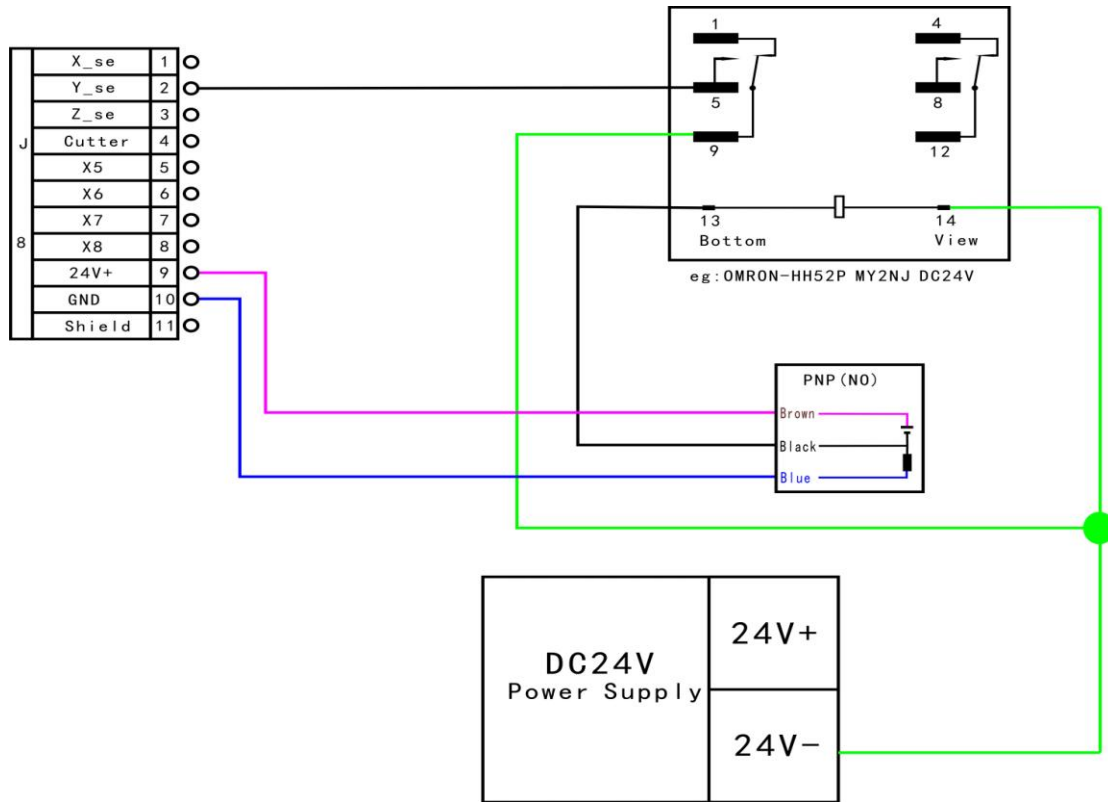 J
8
X_se 1
Y_se 2
Z_se 3
Cutter 4
X5 5
X6 6
X7 7
X8 8
24V+ 9
GND 10
Shield 11
1 4
5 8
9 12
13 14
Bottom View
eg:OMRON-HH52P MY2NJ DC24V
PNP(NO)
Brown
Black
Blue
DC24V
Power Supply
24V+
24V-